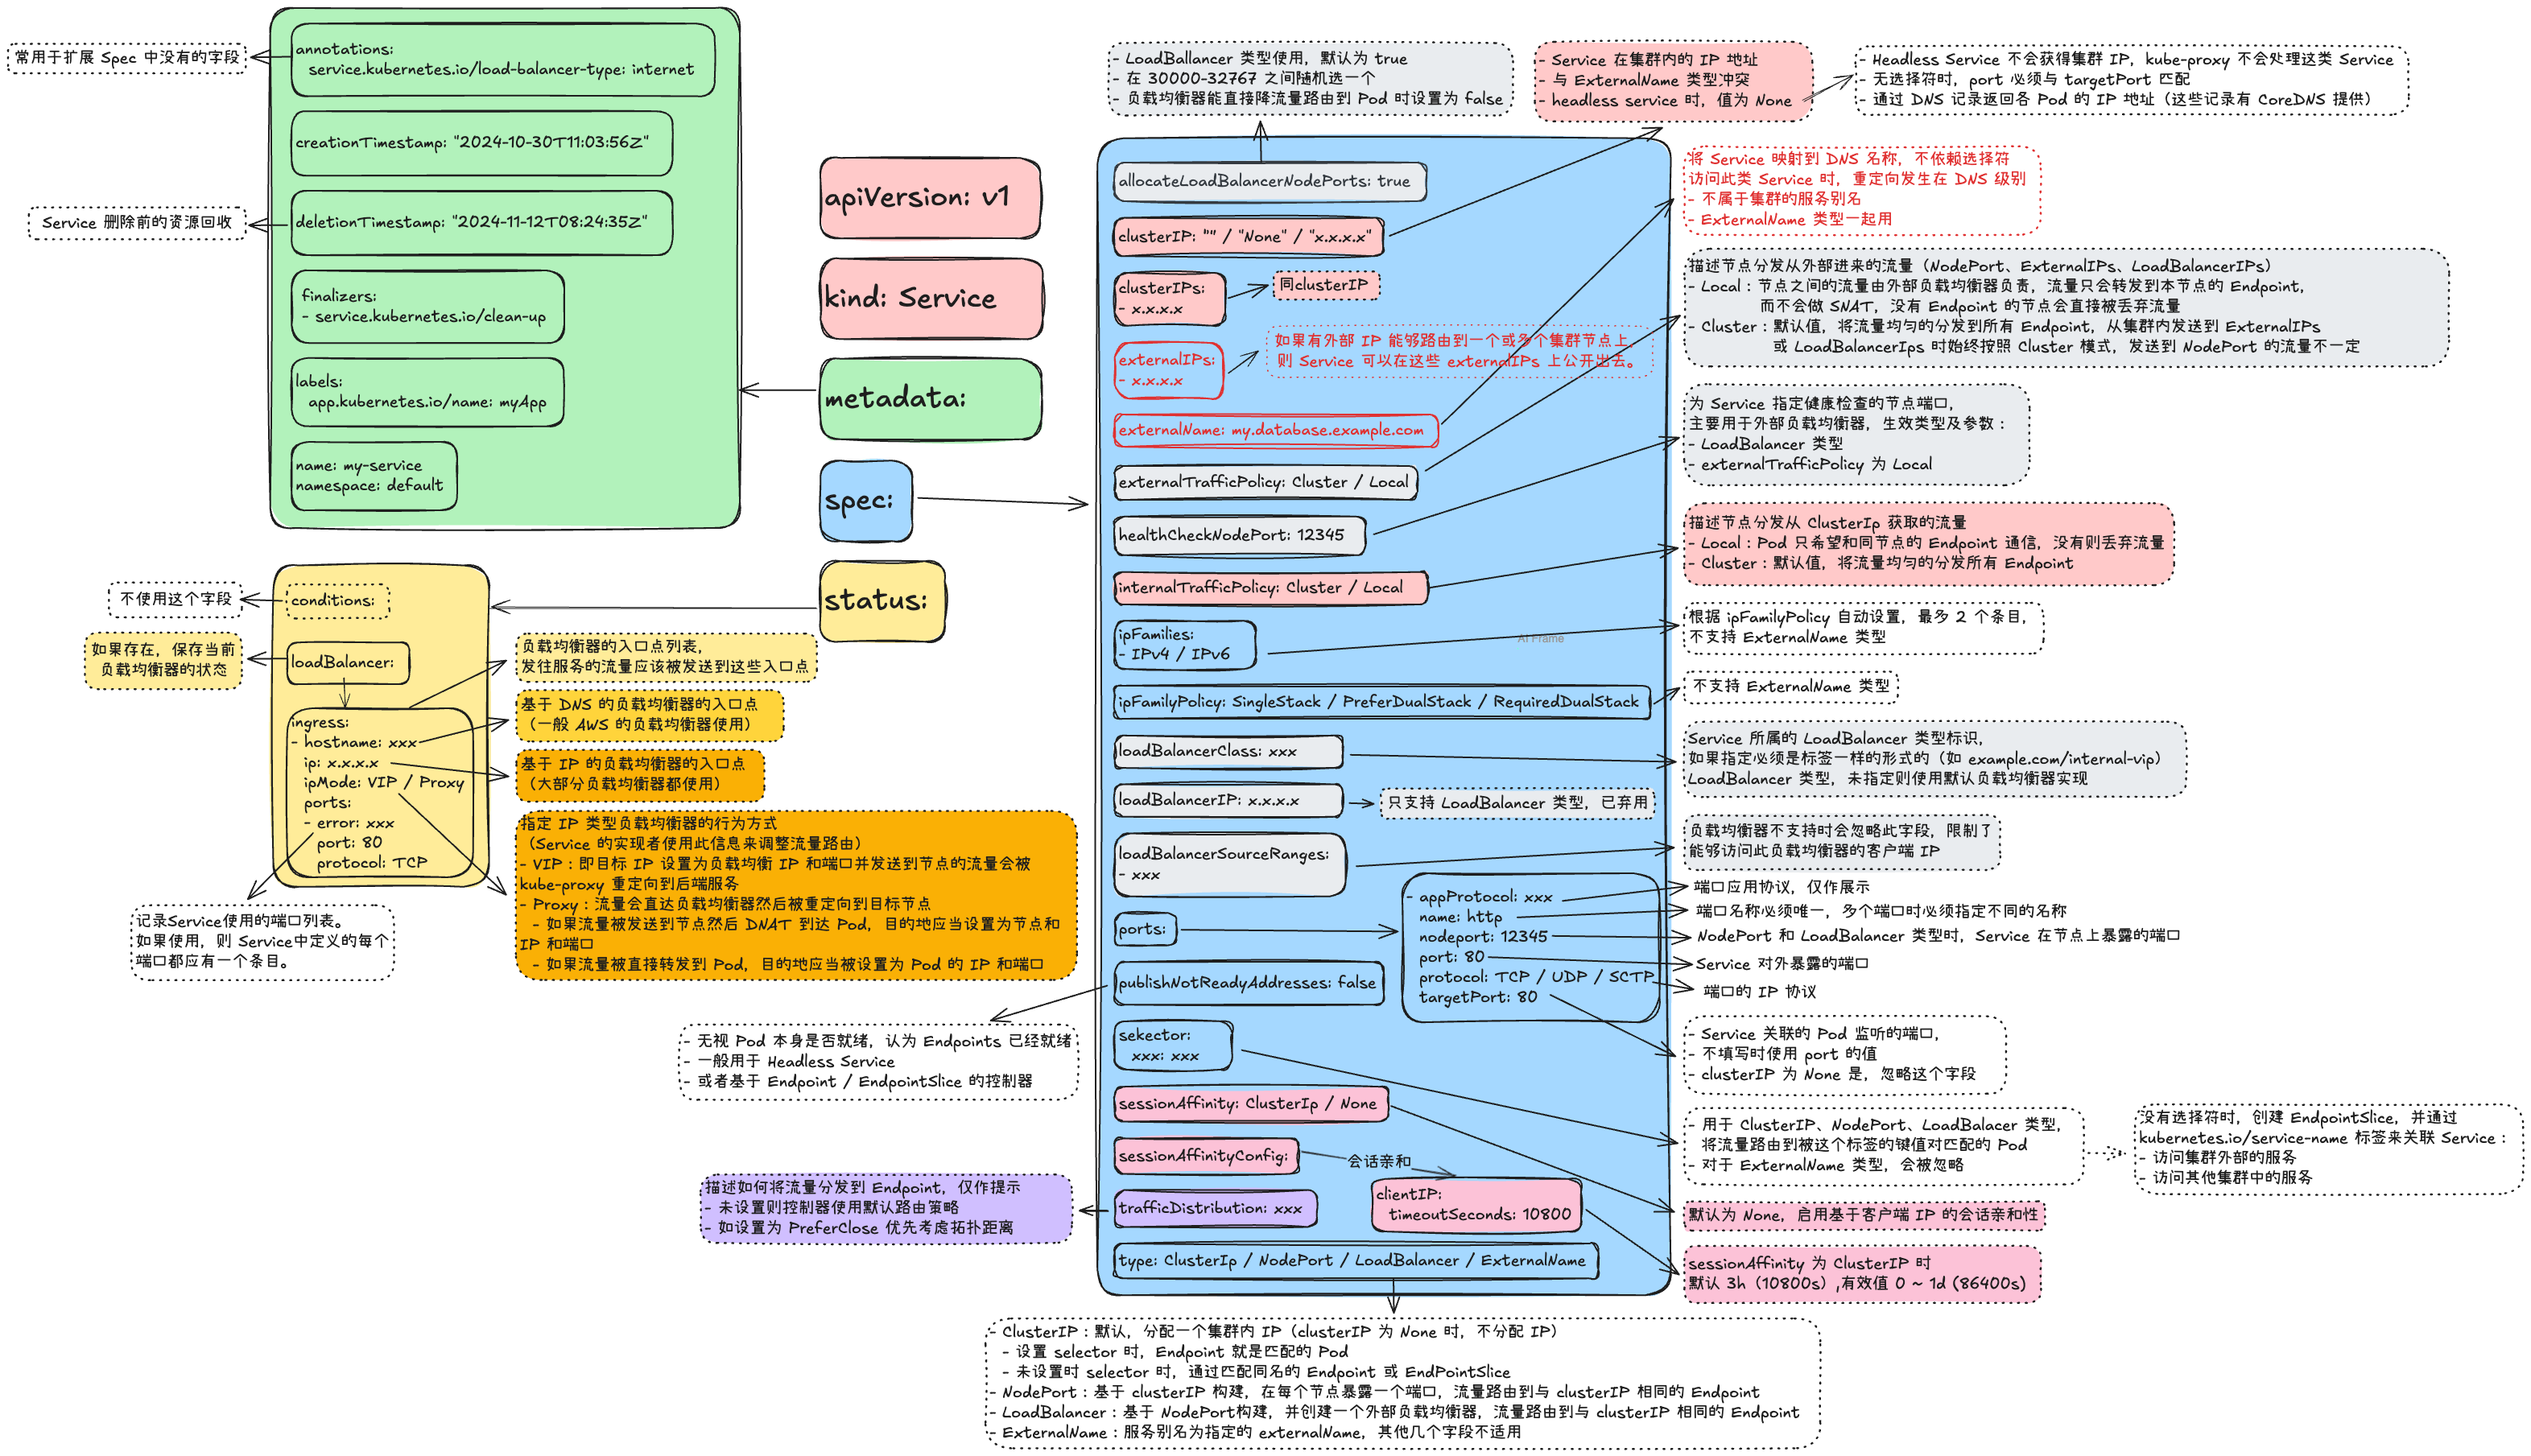 常用于扩展 Spec 中没有的字段
annotations:
service.kubernetes.io/load-balancer-type: internet
creationTimestamp: "2024-10-30T11:03:56Z"
Service 删除前的资源回收
deletionTimestamp: "2024-11-12T08:24:35Z"
finalizers:
- service.kubernetes.io/clean-up
labels:
app.kubernetes.io/name: myApp
name: my-service
namespace: default
apiVersion: v1
kind: Service
metadata:
spec:
status:
不使用这个字段
conditions:
如果存在，保存当前
负载均衡器的状态
loadBalancer:
ingress:
- hostname: xxx
ip: x.x.x.x
ipMode: VIP / Proxy
ports:
- error: xxx
port: 80
protocol: TCP
负载均衡器的入口点列表，
发往服务的流量应该被发送到这些入口点
基于 DNS 的负载均衡器的入口点
（一般 AWS 的负载均衡器使用）
基于 IP 的负载均衡器的入口点
（大部分负载均衡器都使用）
指定 IP 类型负载均衡器的行为方式
（Service 的实现者使用此信息来调整流量路由）
- VIP：即目标 IP 设置为负载均衡 IP 和端口并发送到节点的流量会被
kube-proxy 重定向到后端服务
- Proxy：流量会直达负载均衡器然后被重定向到目标节点
- 如果流量被发送到节点然后 DNAT 到达 Pod，目的地应当设置为节点和
IP 和端口
- 如果流量被直接转发到 Pod，目的地应当被设置为 Pod 的 IP 和端口
记录Service使用的端口列表。
如果使用，则 Service中定义的每个
端口都应有一个条目。
- LoadBallancer 类型使用，默认为 true
- 在 30000-32767 之间随机选一个
- 负载均衡器能直接降流量路由到 Pod 时设置为 false
- Service 在集群内的 IP 地址
- 与 ExternalName 类型冲突
- headless service 时，值为 None
- Headless Service 不会获得集群 IP，kube-proxy 不会处理这类 Service
- 无选择符时，port 必须与 targetPort 匹配
- 通过 DNS 记录返回各 Pod 的 IP 地址（这些记录有 CoreDNS 提供）
allocateLoadBalancerNodePorts: true
clusterIP: "" / "None" / "x.x.x.x"
clusterIPs:
- x.x.x.x
同clusterIP
externalIPs:
- x.x.x.x
如果有外部 IP 能够路由到一个或多个集群节点上，
则 Service 可以在这些 externalIPs 上公开出去。
externalName: my.database.example.com
externalTrafficPolicy: Cluster / Local
healthCheckNodePort: 12345
internalTrafficPolicy: Cluster / Local
ipFamilies:
- IPv4 / IPv6
AI Frame
ipFamilyPolicy: SingleStack / PreferDualStack / RequiredDualStack
loadBalancerClass: xxx
loadBalancerIP: x.x.x.x
只支持 LoadBalancer 类型，已弃用
loadBalancerSourceRanges:
- xxx
ports:
- appProtocol: xxx
name: http
nodeport: 12345
port: 80
protocol: TCP / UDP / SCTP
targetPort: 80
publishNotReadyAddresses: false
sekector:
xxx: xxx
sessionAffinity: ClusterIp / None
sessionAffinityConfig:
会话亲和
clientIP:
timeoutSeconds: 10800
trafficDistribution: xxx
type: ClusterIp / NodePort / LoadBalancer / ExternalName
将 Service 映射到 DNS 名称，不依赖选择符
访问此类 Service 时，重定向发生在 DNS 级别
- 不属于集群的服务别名
- ExternalName 类型一起用
描述节点分发从外部进来的流量（NodePort、ExternalIPs、LoadBalancerIPs）
- Local：节点之间的流量由外部负载均衡器负责，流量只会转发到本节点的 Endpoint，
而不会做 SNAT，没有 Endpoint 的节点会直接被丢弃流量
- Cluster：默认值，将流量均匀的分发到所有 Endpoint，从集群内发送到 ExternalIPs
或 LoadBalancerIps 时始终按照 Cluster 模式，发送到 NodePort 的流量不一定
为 Service 指定健康检查的节点端口，
主要用于外部负载均衡器，生效类型及参数：
- LoadBalancer 类型
- externalTrafficPolicy 为 Local
描述节点分发从 ClusterIp 获取的流量
- Local：Pod 只希望和同节点的 Endpoint 通信，没有则丢弃流量
- Cluster：默认值，将流量均匀的分发所有 Endpoint
根据 ipFamilyPolicy 自动设置，最多 2 个条目，
不支持 ExternalName 类型
不支持 ExternalName 类型
Service 所属的 LoadBalancer 类型标识，
如果指定必须是标签一样的形式的（如 example.com/internal-vip）
LoadBalancer 类型，未指定则使用默认负载均衡器实现
负载均衡器不支持时会忽略此字段，限制了
能够访问此负载均衡器的客户端 IP
端口应用协议，仅作展示
端口名称必须唯一，多个端口时必须指定不同的名称
NodePort 和 LoadBalancer 类型时，Service 在节点上暴露的端口
Service 对外暴露的端口
端口的 IP 协议
- Service 关联的 Pod 监听的端口，
- 不填写时使用 port 的值
- clusterIP 为 None 是，忽略这个字段
- 用于 ClusterIP、NodePort、LoadBalacer 类型，
将流量路由到被这个标签的键值对匹配的 Pod
- 对于 ExternalName 类型，会被忽略
没有选择符时，创建 EndpointSlice，并通过
kubernetes.io/service-name 标签来关联 Service：
- 访问集群外部的服务
- 访问其他集群中的服务
默认为 None，启用基于客户端 IP 的会话亲和性
sessionAffinity 为 ClusterIP 时
默认 3h（10800s）,有效值 0 ~ 1d (86400s)
- 无视 Pod 本身是否就绪，认为 Endpoints 已经就绪
- 一般用于 Headless Service
- 或者基于 Endpoint / EndpointSlice 的控制器
描述如何将流量分发到 Endpoint，仅作提示
- 未设置则控制器使用默认路由策略
- 如设置为 PreferClose 优先考虑拓扑距离
- ClusterIP：默认，分配一个集群内 IP（clusterIP 为 None 时，不分配 IP）
- 设置 selector 时，Endpoint 就是匹配的 Pod
- 未设置时 selector 时，通过匹配同名的 Endpoint 或 EndPointSlice
- NodePort：基于 clusterIP 构建，在每个节点暴露一个端口，流量路由到与 clusterIP 相同的 Endpoint
- LoadBalancer：基于 NodePort构建，并创建一个外部负载均衡器，流量路由到与 clusterIP 相同的 Endpoint
- ExternalName：服务别名为指定的 externalName，其他几个字段不适用